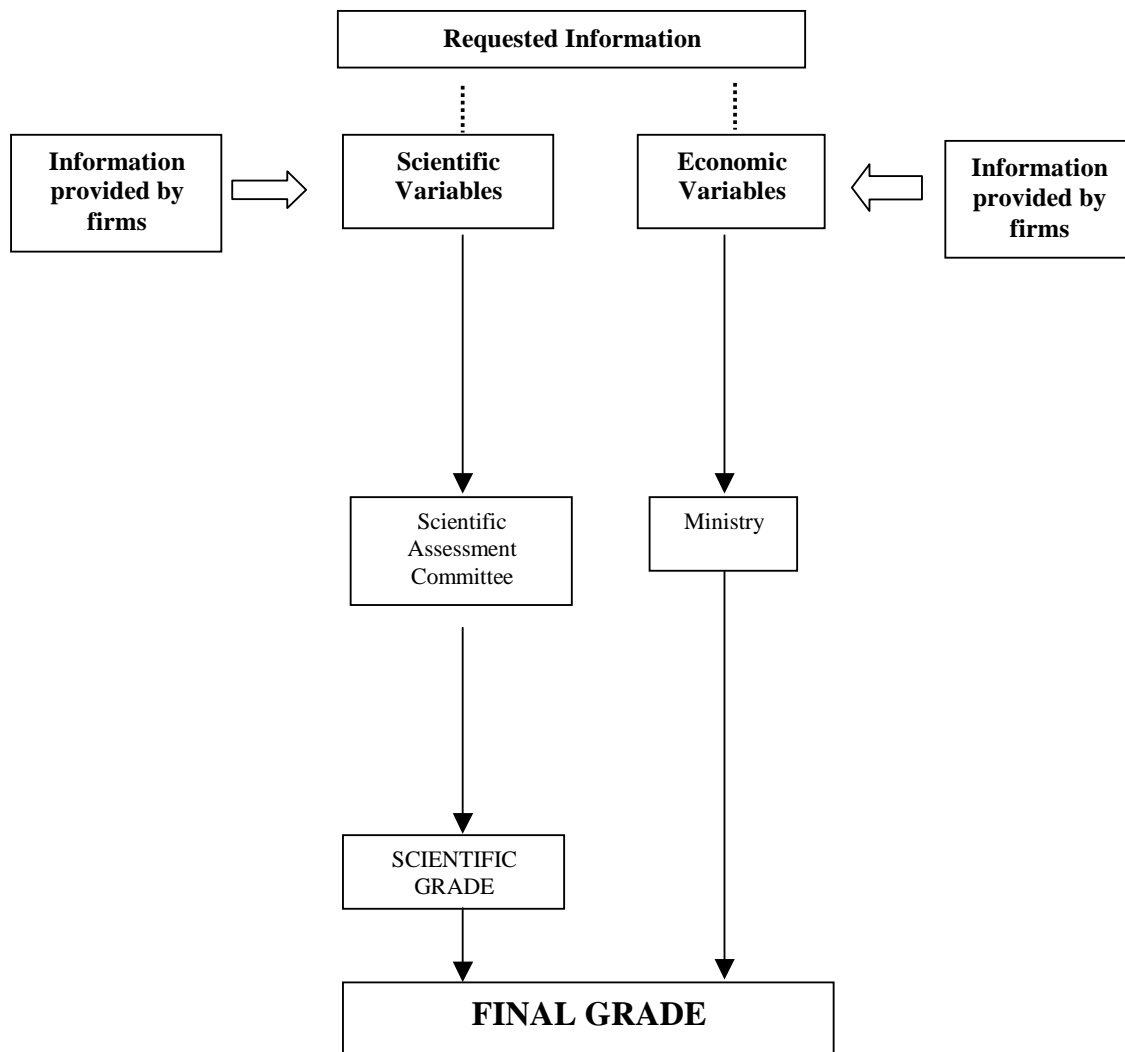 Requested Information
Information
provided by
firms
Scientific
Variables
Economic
Variables
Information
provided by
firms
Scientific
Assessment
Committee
Ministry
SCIENTIFIC
GRADE
FINAL GRADE